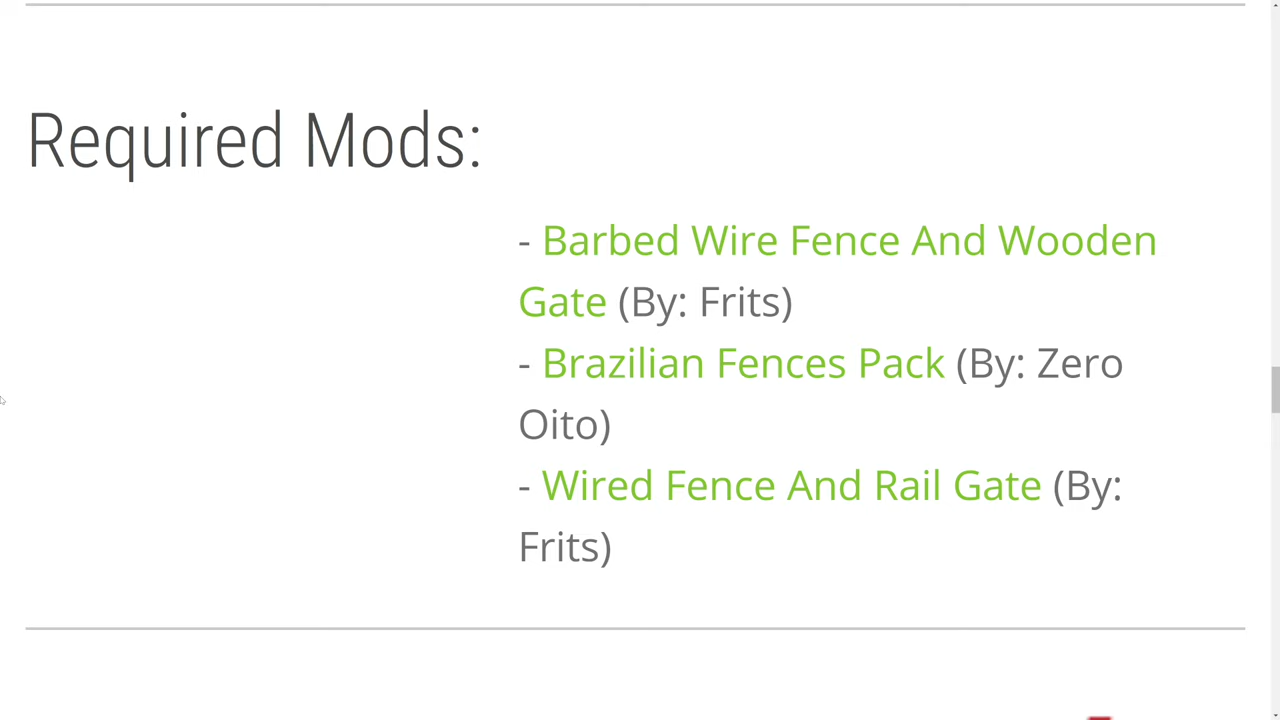 Required Mods:
- Barbed Wire Fence And Wooden
Gate (By: Frits)
- Brazilian Fences Pack (By: Zero
Oito)
- Wired Fence And Rail Gate (By:
Frits)